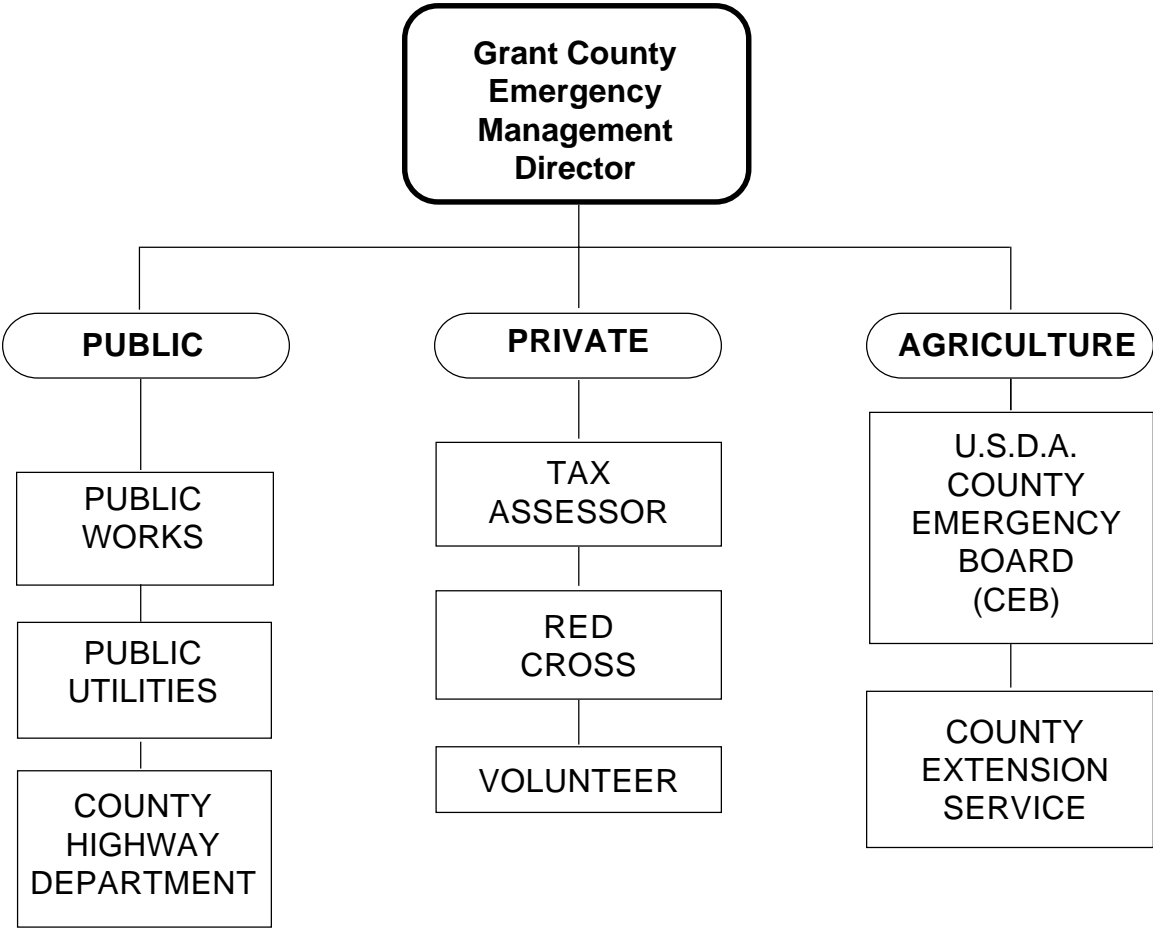 Grant County
Emergency
Management
Director
PUBLIC
PRIVATE
AGRICULTURE
PUBLIC
WORKS
PUBLIC
UTILITIES
COUNTY
HIGHWAY
DEPARTMENT
TAX
ASSESSOR
RED
CROSS
VOLUNTEER
U.S.D.A.
COUNTY
EMERGENCY
BOARD
(CEB)
COUNTY
EXTENSION
SERVICE